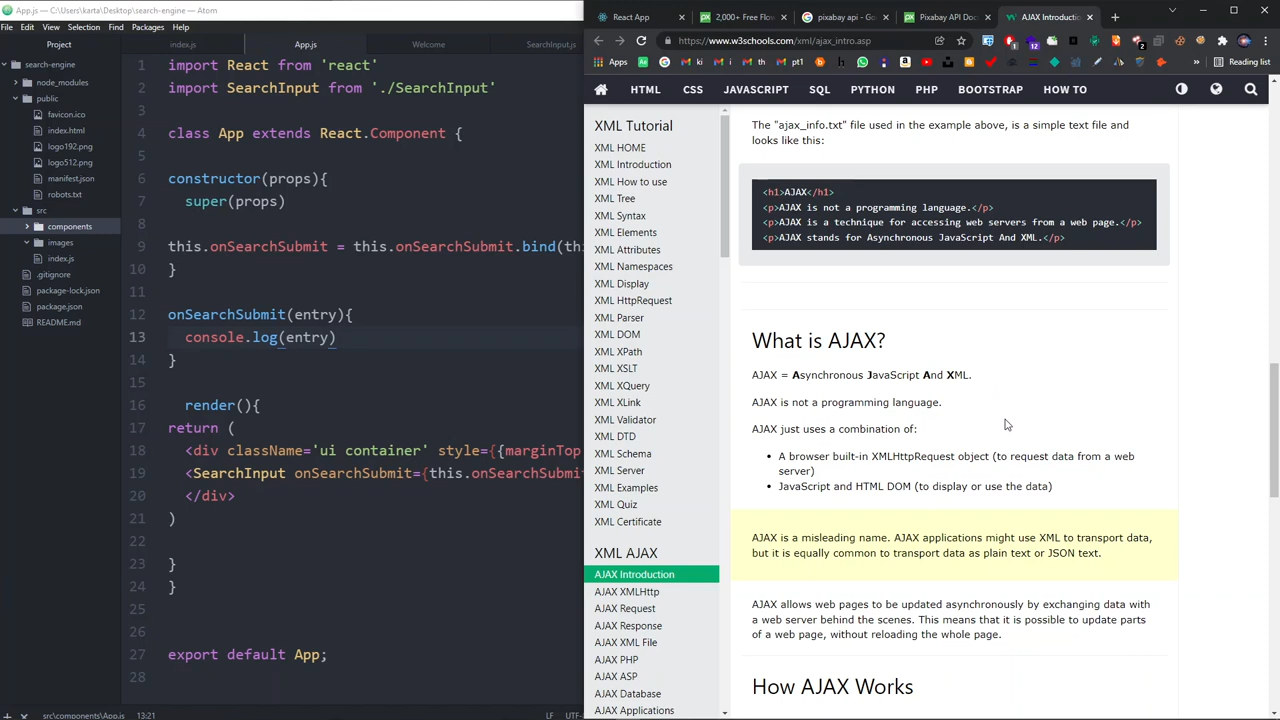 App.js — C:\Users\karta\Desktop\search-engine — Atom
File Edit View Selection Find Packages Help
Project
search-engine
node_modules
public
favicon.ico
index.html
logo192.png
logo512.png
manifest.json
robots.txt
src
components
images
index.js
.gitignore
package-lock.json
package.json
README.md
index.js App.js Welcome SearchInput.js
1 import React from 'react'
2 import SearchInput from './SearchInput'
3
4 class App extends React.Component {
5
6 constructor(props){
7 super(props)
8
9 this.onSearchSubmit = this.onSearchSubmit.bind(thi
10 }
11
12 onSearchSubmit(entry){
13 console.log(entry)
14 }
15
16 render(){
17 return (
18 <div className='ui container' style={{marginTop
19 <SearchInput onSearchSubmit={this.onSearchSubmit
20 </div>
21 )
22
23 }
24 }
25
26
27 export default App;
28
src\components\App.js 13:21 LF UTF-
React App 2,000+ Free Flow pixabay api - Go Pixabay API Doc AJAX Introduction
https://www.w3schools.com/xml/ajax_intro.asp
Apps ki i th th pt1 Reading list
HTML CSS JAVASCRIPT SQL PYTHON PHP BOOTSTRAP HOW TO
XML Tutorial
XML HOME
XML Introduction
XML How to use
XML Tree
XML Syntax
XML Elements
XML Attributes
XML Namespaces
XML Display
XML HttpRequest
XML Parser
XML DOM
XML XPath
XML XSLT
XML XQuery
XML XLink
XML Validator
XML DTD
XML Schema
XML Server
XML Examples
XML Quiz
XML Certificate
XML AJAX
AJAX Introduction
AJAX XMLHttp
AJAX Request
AJAX Response
AJAX XML File
AJAX PHP
AJAX ASP
AJAX Database
AJAX Applications
The "ajax_info.txt" file used in the example above, is a simple text file and
looks like this:
<h1>AJAX</h1>
<p>AJAX is not a programming language.</p>
<p>AJAX is a technique for accessing web servers from a web page.</p>
<p>AJAX stands for Asynchronous JavaScript And XML.</p>
What is AJAX?
AJAX = Asynchronous JavaScript And XML.
AJAX is not a programming language.
AJAX just uses a combination of:
• A browser built-in XMLHttpRequest object (to request data from a web
server)
• JavaScript and HTML DOM (to display or use the data)
AJAX is a misleading name. AJAX applications might use XML to transport data,
but it is equally common to transport data as plain text or JSON text.
AJAX allows web pages to be updated asynchronously by exchanging data with
a web server behind the scenes. This means that it is possible to update parts
of a web page, without reloading the whole page.
How AJAX Works